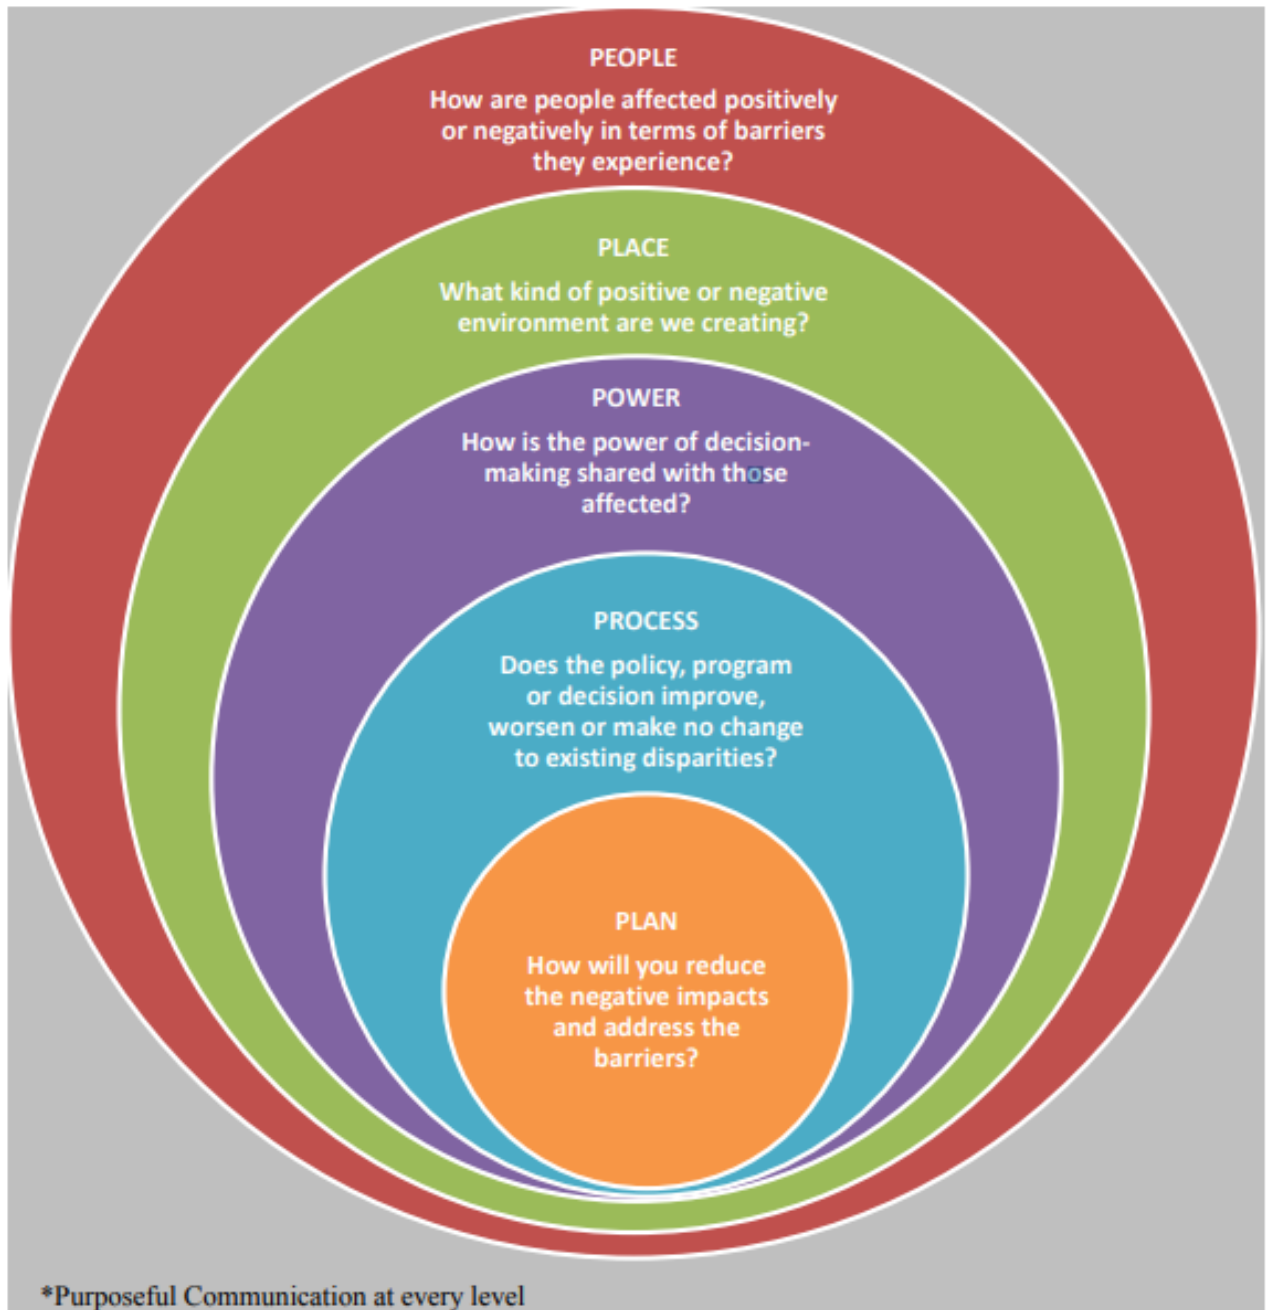 PEOPLE
How are people affected positively
or negatively in terms of barriers
they experience?
PLACE
What kind of positive or negative
environment are we creating?
POWER
How is the power of decision-
making shared with those
affected?
PROCESS
Does the policy, program
or decision improve,
worsen or make no change
to existing disparities?
PLAN
How will you reduce
the negative impacts
and address the
barriers?
*Purposeful Communication at every level